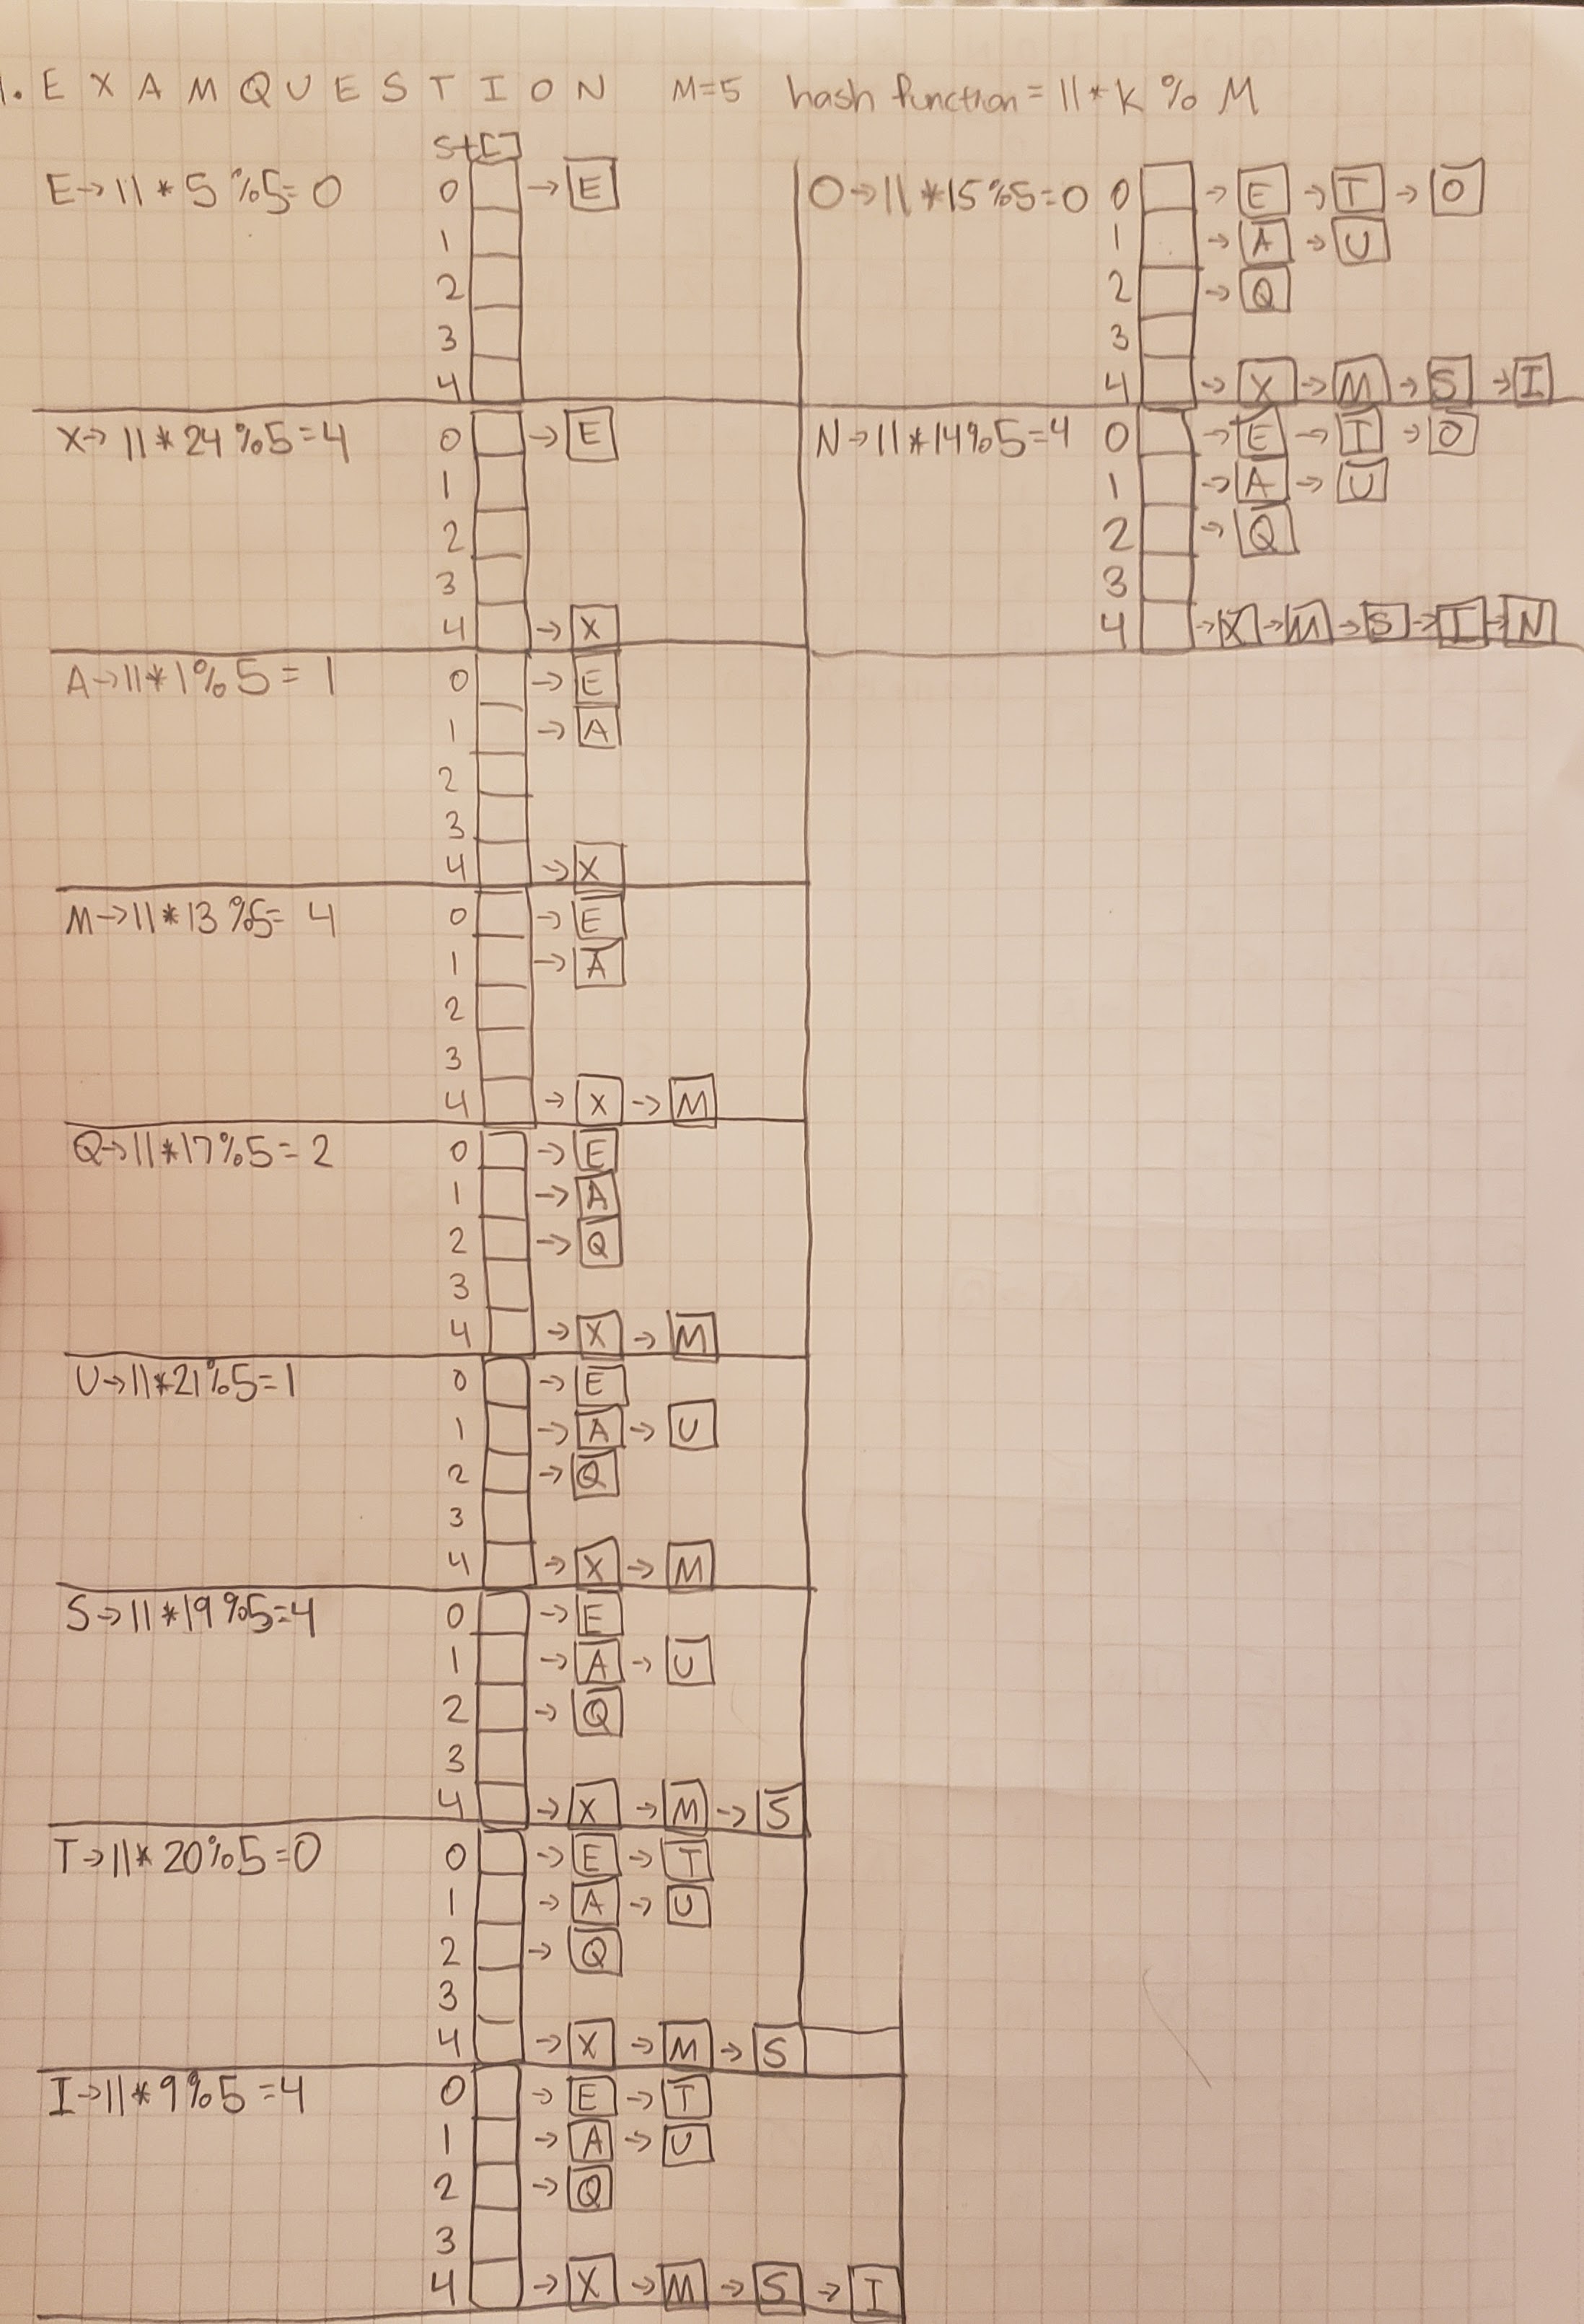 1. E X A M Q U E S T I O N M=5 hash function = 11 * k % M
st[]
E→11 * 5 %5=0
0 → E
1
2
3
4
X→ 11 * 24 %5=4
0 → E
1
2
3
4 → X
A→11 * 1 % 5 = 1
0 → E
1 → A
2
3
4 → X
M→11 * 13 %5= 4
0 → E
1 → A
2
3
4 → X → M
Q→11 * 17%5=2
0 → E
1 → A
2 → Q
3
4 → X → M
U→11*21%5=1
0 → E
1 → A → U
2 → Q
3
4 → X → M
S→11 * 19 %5=4
0 → E
1 → A → U
2 → Q
3
4 → X → M → S
T→11 * 20%5=0
0 → E → T
1 → A → U
2 → Q
3
4 → X → M → S
I→11 * 9%5=4
0 → E → T
1 → A → U
2 → Q
3
4 → X → M → S → I
O→11 * 15%5=0
0 → E → T → O
1 → A → U
2 → Q
3
4 → X → M → S → I
N→11*14%5=4
0 → E → I → O
1 → A → U
2 → Q
3
4 → X → M → S → I → N